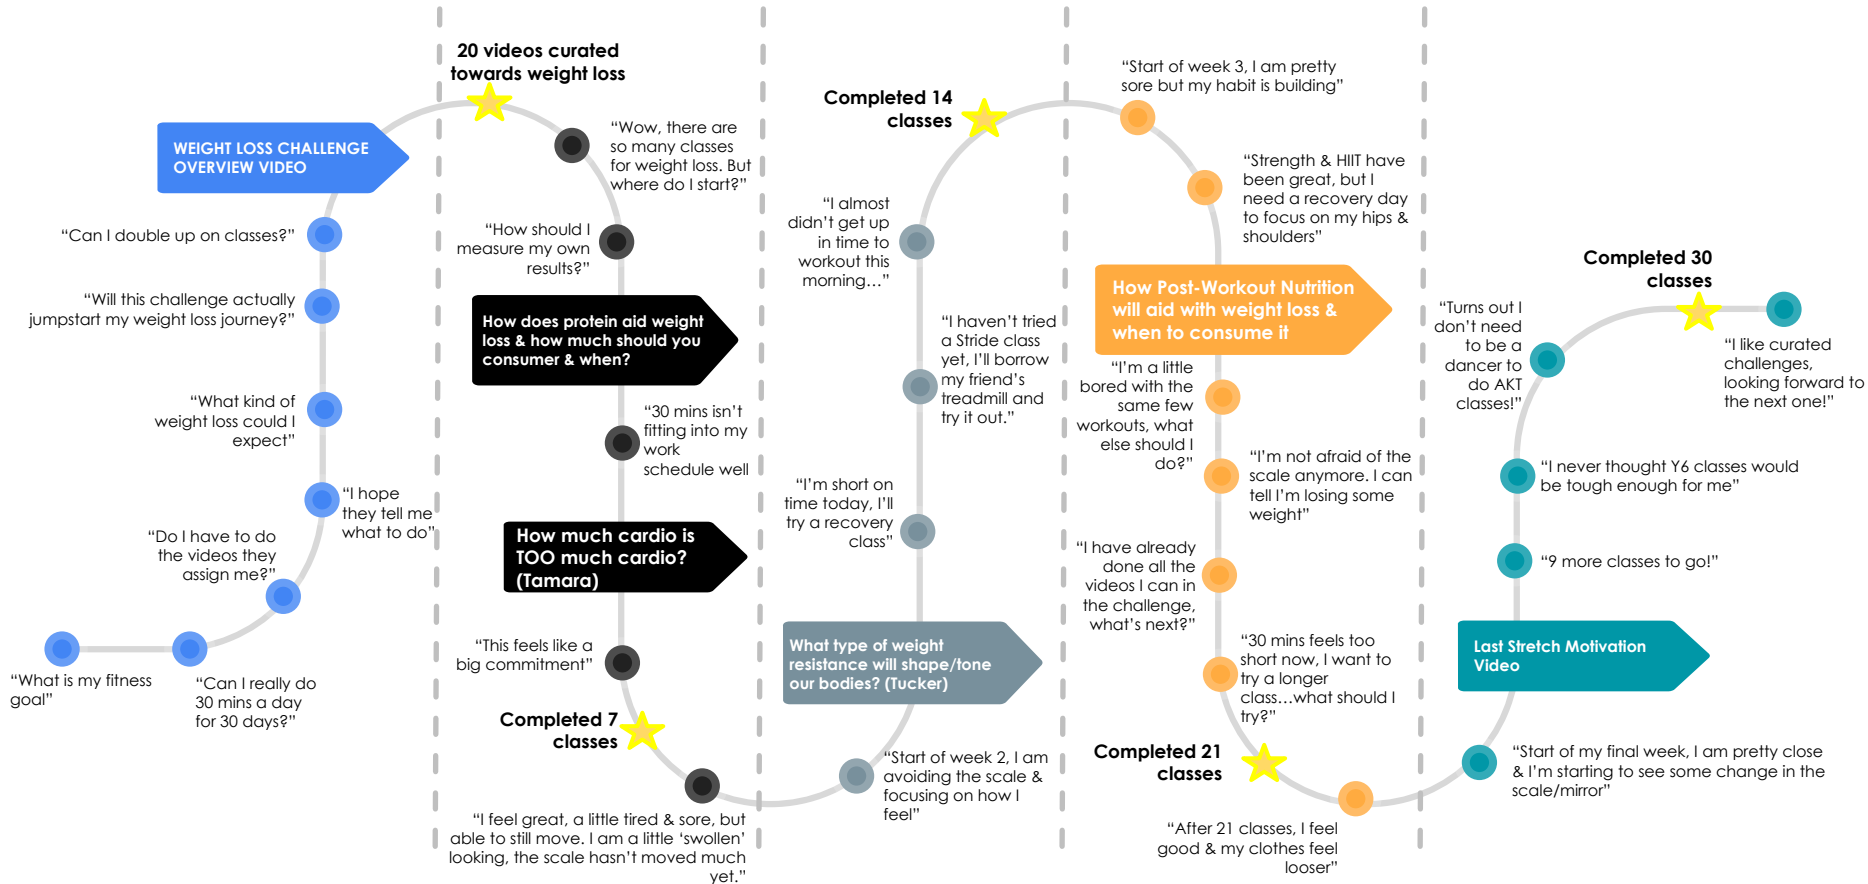 “What is my fitness
goal”
“Can I really do
30 mins a day
for 30 days?”
“Do I have to do
the videos they
assign me?”
“I hope
they tell me
what to do”
“What kind of
weight loss could I
expect”
“Will this challenge actually
jumpstart my weight loss journey?”
“Can I double up on classes?”
WEIGHT LOSS CHALLENGE
OVERVIEW VIDEO
20 videos curated
towards weight loss
“Wow, there are
so many classes
for weight loss. But
where do I start?”
“How should I
measure my own
results?”
How does protein aid weight
loss & how much should you
consumer & when?
“30 mins isn’t
fitting into my
work
schedule well
How much cardio is
TOO much cardio?
(Tamara)
“This feels like a
big commitment”
Completed 7
classes
“I feel great, a little tired & sore, but
able to still move. I am a little ‘swollen’
looking, the scale hasn’t moved much
yet.”
“Start of week 2, I am
avoiding the scale &
focusing on how I
feel”
What type of weight
resistance will shape/tone
our bodies? (Tucker)
“I’m short on
time today, I’ll
try a recovery
class”
“I haven’t tried
a Stride class
yet, I’ll borrow
my friend’s
treadmill and
try it out.”
“I almost
didn’t get up
in time to
workout this
morning…”
Completed 14
classes
“Start of week 3, I am pretty
sore but my habit is building”
“Strength & HIIT have
been great, but I
need a recovery day
to focus on my hips &
shoulders”
How Post-Workout Nutrition
will aid with weight loss &
when to consume it
“I’m a little
bored with the
same few
workouts, what
else should I
do?”
“I’m not afraid of the
scale anymore. I can
tell I’m losing some
weight”
“I have already
done all the
videos I can in
the challenge,
what’s next?”
“30 mins feels too
short now, I want to
try a longer
class…what should I
try?”
Completed 21
classes
“After 21 classes, I feel
good & my clothes feel
looser”
“Start of my final week, I am pretty close
& I’m starting to see some change in the
scale/mirror”
Last Stretch Motivation
Video
“9 more classes to go!”
“I never thought Y6 classes would
be tough enough for me”
“Turns out I
don’t need
to be a
dancer to
do AKT
classes!”
Completed 30
classes
“I like curated
challenges,
looking forward to
the next one!”